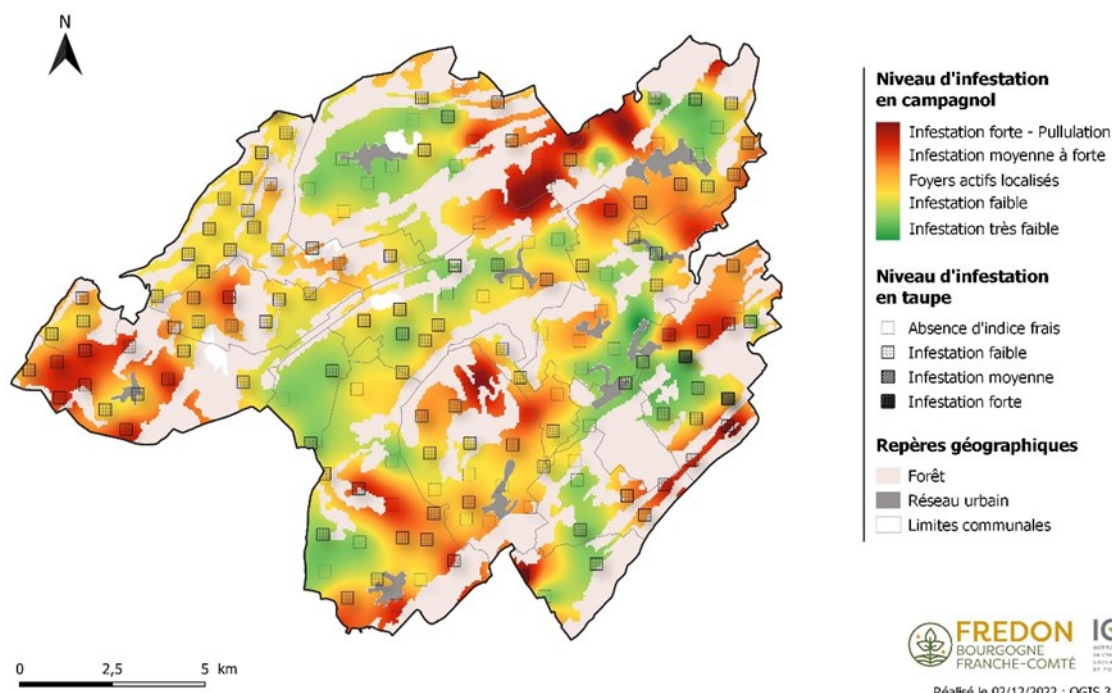 N
Niveau d'infestation
en campagnol
Infestation forte - Pullulation
Infestation moyenne à forte
Foyers actifs localisés
Infestation faible
Infestation très faible
Niveau d'infestation
en taupe
Absence d'indice frais
Infestation faible
Infestation moyenne
Infestation forte
Repères géographiques
Forêt
Réseau urbain
Limites communales
0 2,5 5 km
FREDON
BOURGOGNE
FRANCHE-COMTÉ
Réalisé le 02/12/2022 : QGIS 3